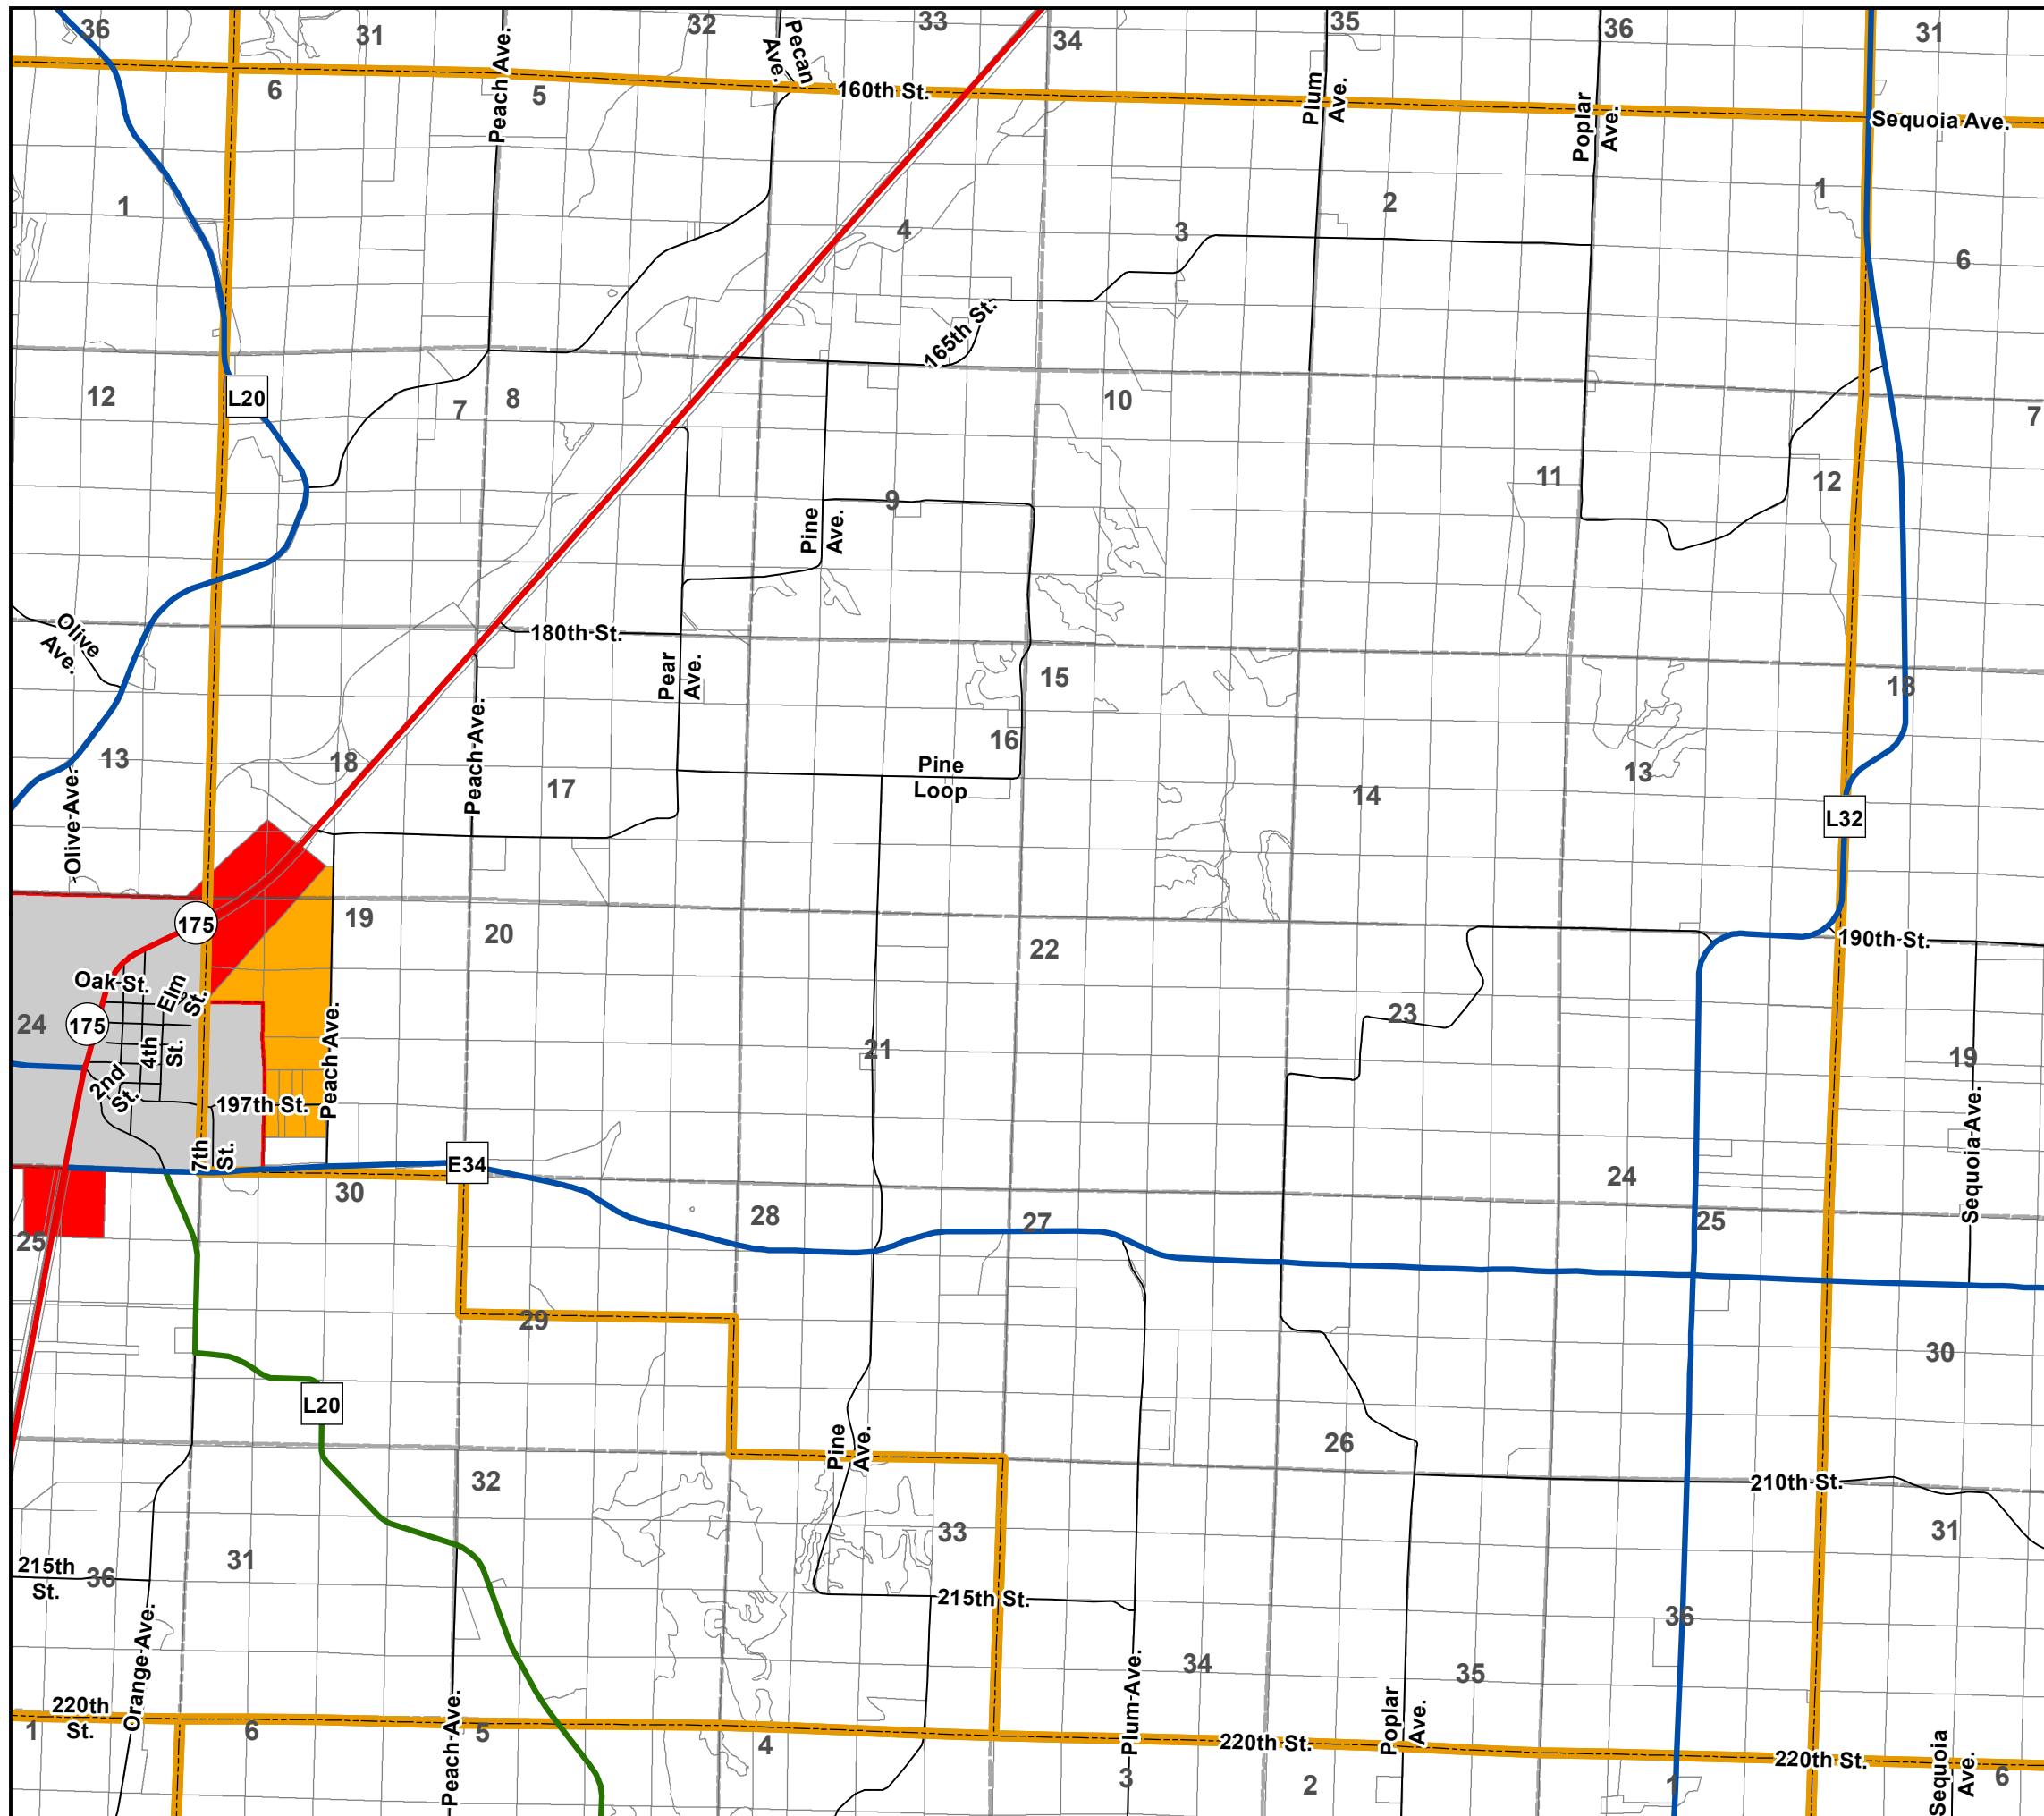 36
31
Peach Ave.
32
Pecan
Ave.
33
34
35
36
31
6
5
160th St.
Plum
Ave.
Poplar
Ave.
Sequoia Ave.
1
4
3
2
1
6
165th St.
12
L20
7
8
10
7
9
11
12
Pine
Ave.
Olive
Ave.
180th St.
Pear
Ave.
15
18
13
Olive Ave.
18
17
Peach Ave.
16
Pine
Loop
14
13
L32
175
19
20
22
190th St.
Oak St.
Elm
St.
24
175
4th
St.
2nd
St.
Peach Ave.
197th St.
7th
St.
21
23
19
Sequoia Ave.
E34
30
28
27
24
25
25
29
30
L20
Pine
Ave.
26
32
210th St.
33
31
215th
St.
36
31
215th St.
36
Orange Ave.
34
35
220th
St.
1
6
Peach Ave.
5
4
Plum Ave.
3
220th St.
Poplar
Ave.
2
1
220th St.
Sequoia
Ave.
6